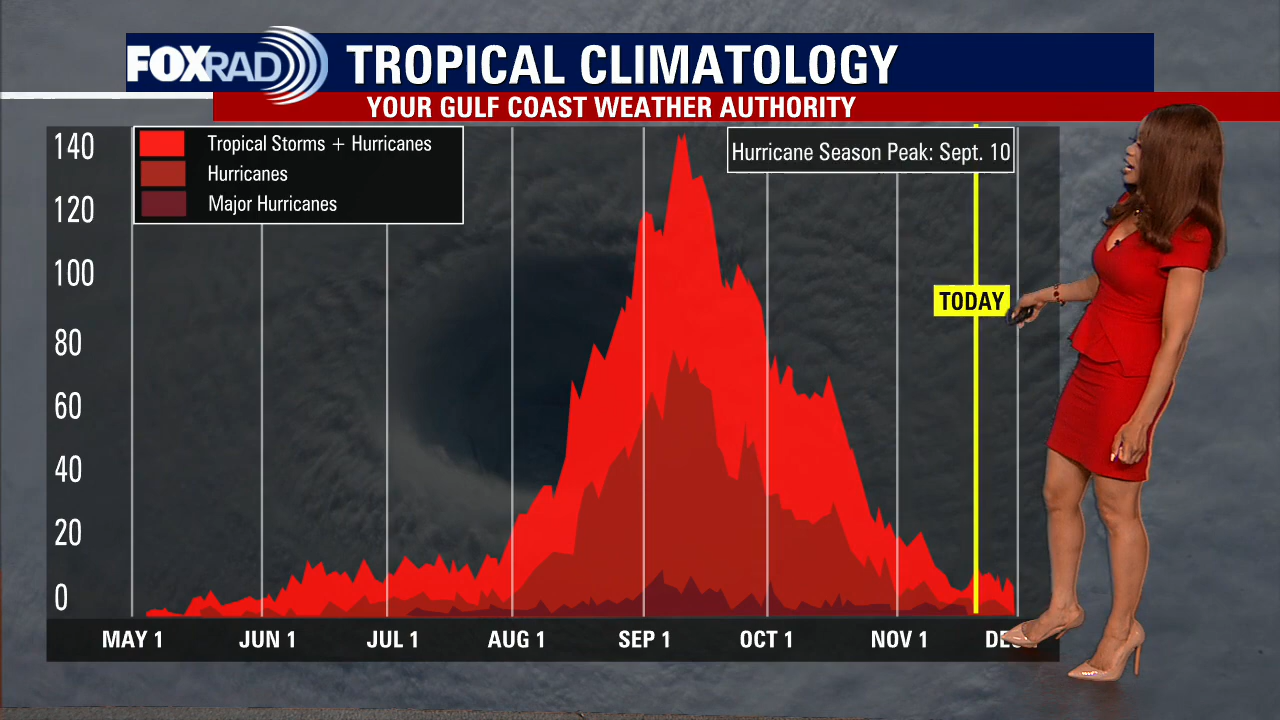 FOXRAD TROPICAL CLIMATOLOGY
YOUR GULF COAST WEATHER AUTHORITY
Tropical Storms + Hurricanes
Hurricanes
Major Hurricanes
Hurricane Season Peak: Sept. 10
TODAY
140
120
100
80
60
40
20
0
MAY 1 JUN 1 JUL 1 AUG 1 SEP 1 OCT 1 NOV 1